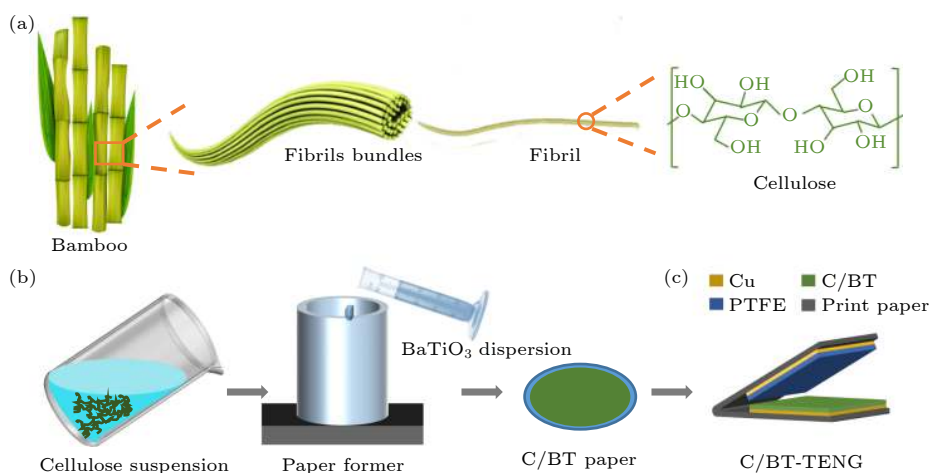 (a)
HO
OH
OH
O
O
O
O
OH
HO
OH
OH
Fibrils bundles
Fibril
Cellulose
Bamboo
(b)
(c)
Cu
C/BT
PTFE
Print paper
BaTiO₃ dispersion
Cellulose suspension
Paper former
C/BT paper
C/BT-TENG